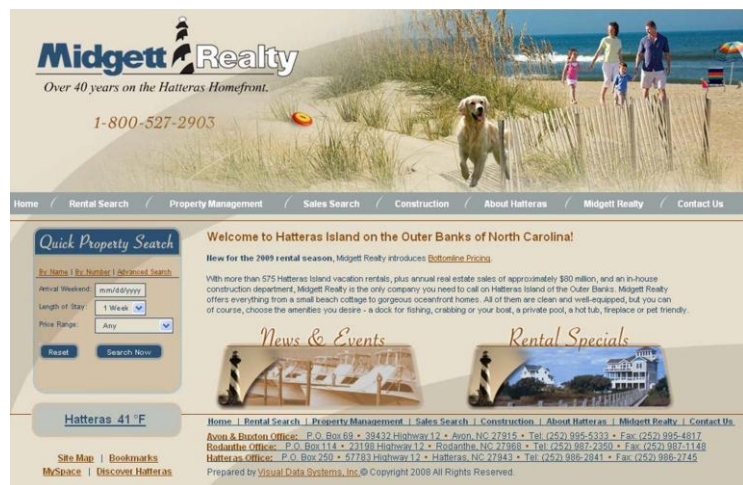 Midgett Realty
Over 40 years on the Hatteras Homefront.
1-800-527-2903
Home / Rental Search / Property Management / Sales Search / Construction / About Hatteras / Midgett Realty / Contact Us
Quick Property Search
By Name | By Number | Advanced Search
Arrival Weekend: mm/dd/yyyy
Length of Stay: 1 Week
Price Range: Any
Reset Search Now
Hatteras 41 °F
Site Map | Bookmarks
MySpace | Discover Hatteras
Welcome to Hatteras Island on the Outer Banks of North Carolina!
New for the 2009 rental season, Midgett Realty introduces Bottomline Pricing.
With more than 575 Hatteras Island vacation rentals, plus annual real estate sales of approximately $80 million, and an in-house
construction department, Midgett Realty is the only company you need to call on Hatteras Island of the Outer Banks. Midgett Realty
offers everything from a small beach cottage to gorgeous oceanfront homes. All of them are clean and well-equipped, but you can
of course, choose the amenities you desire - a dock for fishing, crabbing or your boat, a private pool, a hot tub, fireplace or pet friendly.
News & Events
Rental Specials
Home | Rental Search | Property Management | Sales Search | Construction | About Hatteras | Midgett Realty | Contact Us
Avon & Buxton Office: P.O. Box 69 • 39432 Highway 12 • Avon, NC 27915 • Tel: (252) 995-5333 • Fax: (252) 995-4817
Rodanthe Office: P.O. Box 114 • 23198 Highway 12 • Rodanthe, NC 27968 • Tel: (252) 987-2350 • Fax: (252) 987-1148
Hatteras Office: P.O. Box 250 • 57783 Highway 12 • Hatteras, NC 27943 • Tel: (252) 986-2841 • Fax: (252) 986-2745
Prepared by Visual Data Systems, Inc.© Copyright 2008 All Rights Reserved.